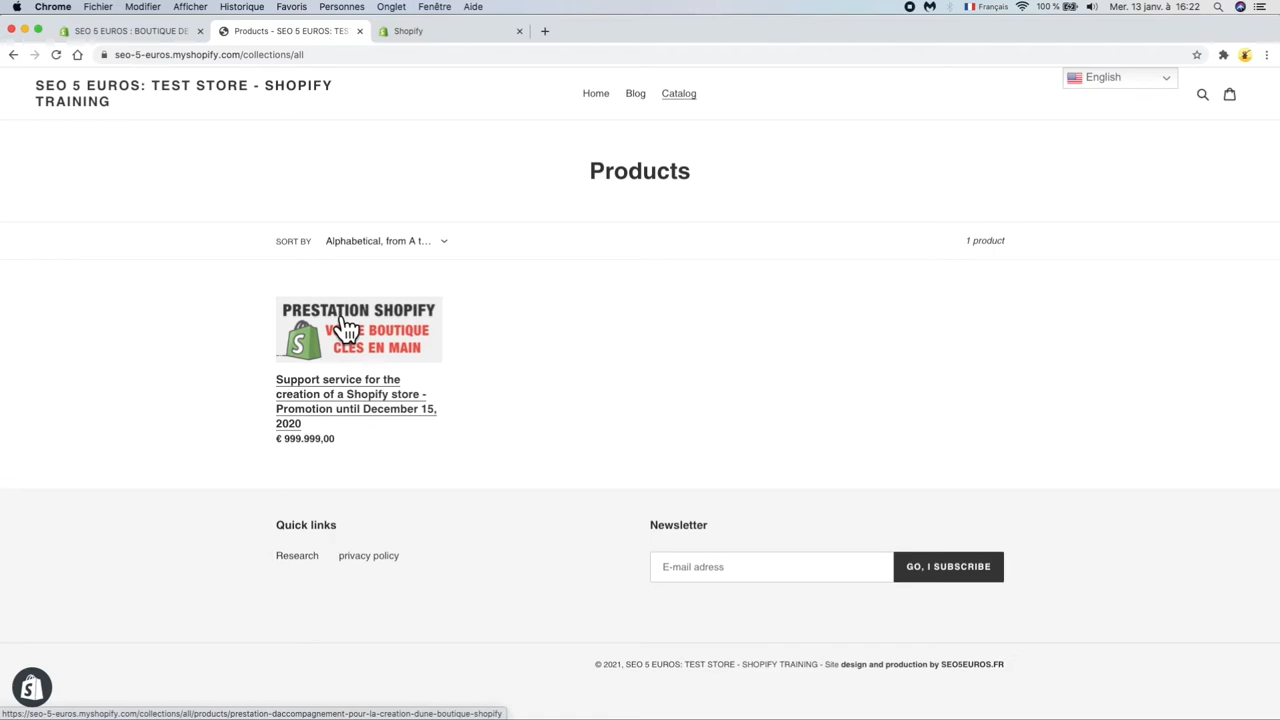 Chrome Fichier Modifier Afficher Historique Favoris Personnes Onglet Fenêtre Aide Français 100 % Mer. 13 janv. à 16:22
SEO 5 EUROS : BOUTIQUE DE Products - SEO 5 EUROS: TES Shopify
seo-5-euros.myshopify.com/collections/all
SEO 5 EUROS: TEST STORE - SHOPIFY
TRAINING
Home Blog Catalog
English
Products
SORT BY Alphabetical, from A t... 1 product
PRESTATION SHOPIFY
BOUTIQUE
CLES EN MAIN
Support service for the
creation of a Shopify store -
Promotion until December 15,
2020
€ 999.999,00
Quick links Newsletter
Research privacy policy
E-mail adress GO, I SUBSCRIBE
© 2021, SEO 5 EUROS: TEST STORE - SHOPIFY TRAINING - Site design and production by SEO5EUROS.FR
https://seo-5-euros.myshopify.com/collections/all/products/prestation-daccompagnement-pour-la-creation-dune-boutique-shopify